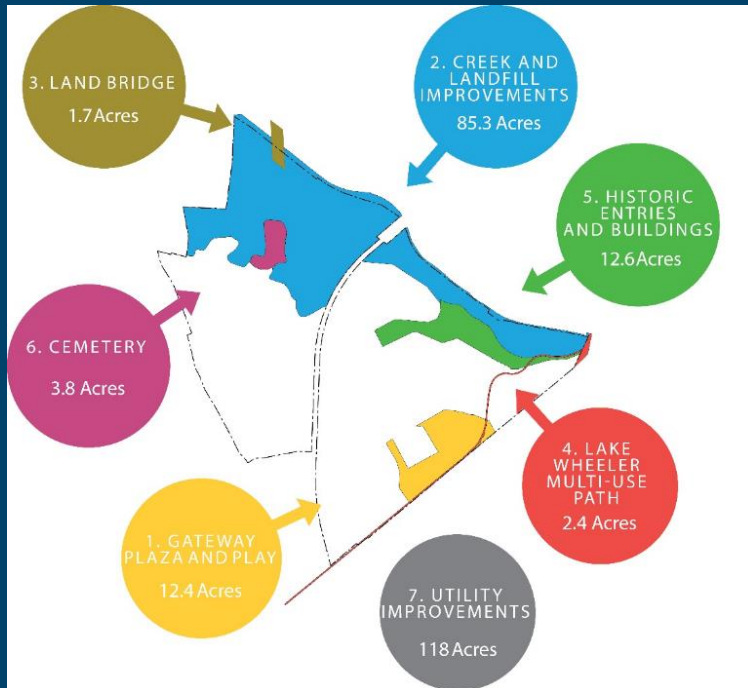 3. LAND BRIDGE
1.7 Acres
2. CREEK AND
LANDFILL
IMPROVEMENTS
85.3 Acres
5. HISTORIC
ENTRIES
AND BUILDINGS
12.6 Acres
6. CEMETERY
3.8 Acres
4. LAKE
WHEELER
MULTI-USE
PATH
2.4 Acres
1. GATEWAY
PLAZA AND PLAY
12.4 Acres
7. UTILITY
IMPROVEMENTS
118 Acres